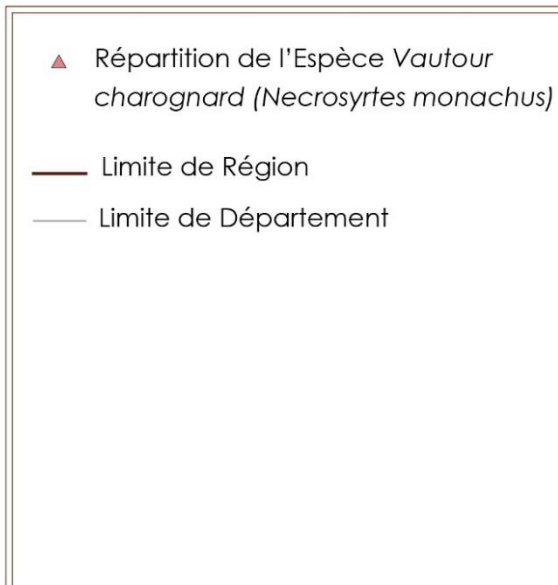 Répartition de l’Espèce Vautour
charognard (Necrosyrtes monachus)
Limite de Région
Limite de Département